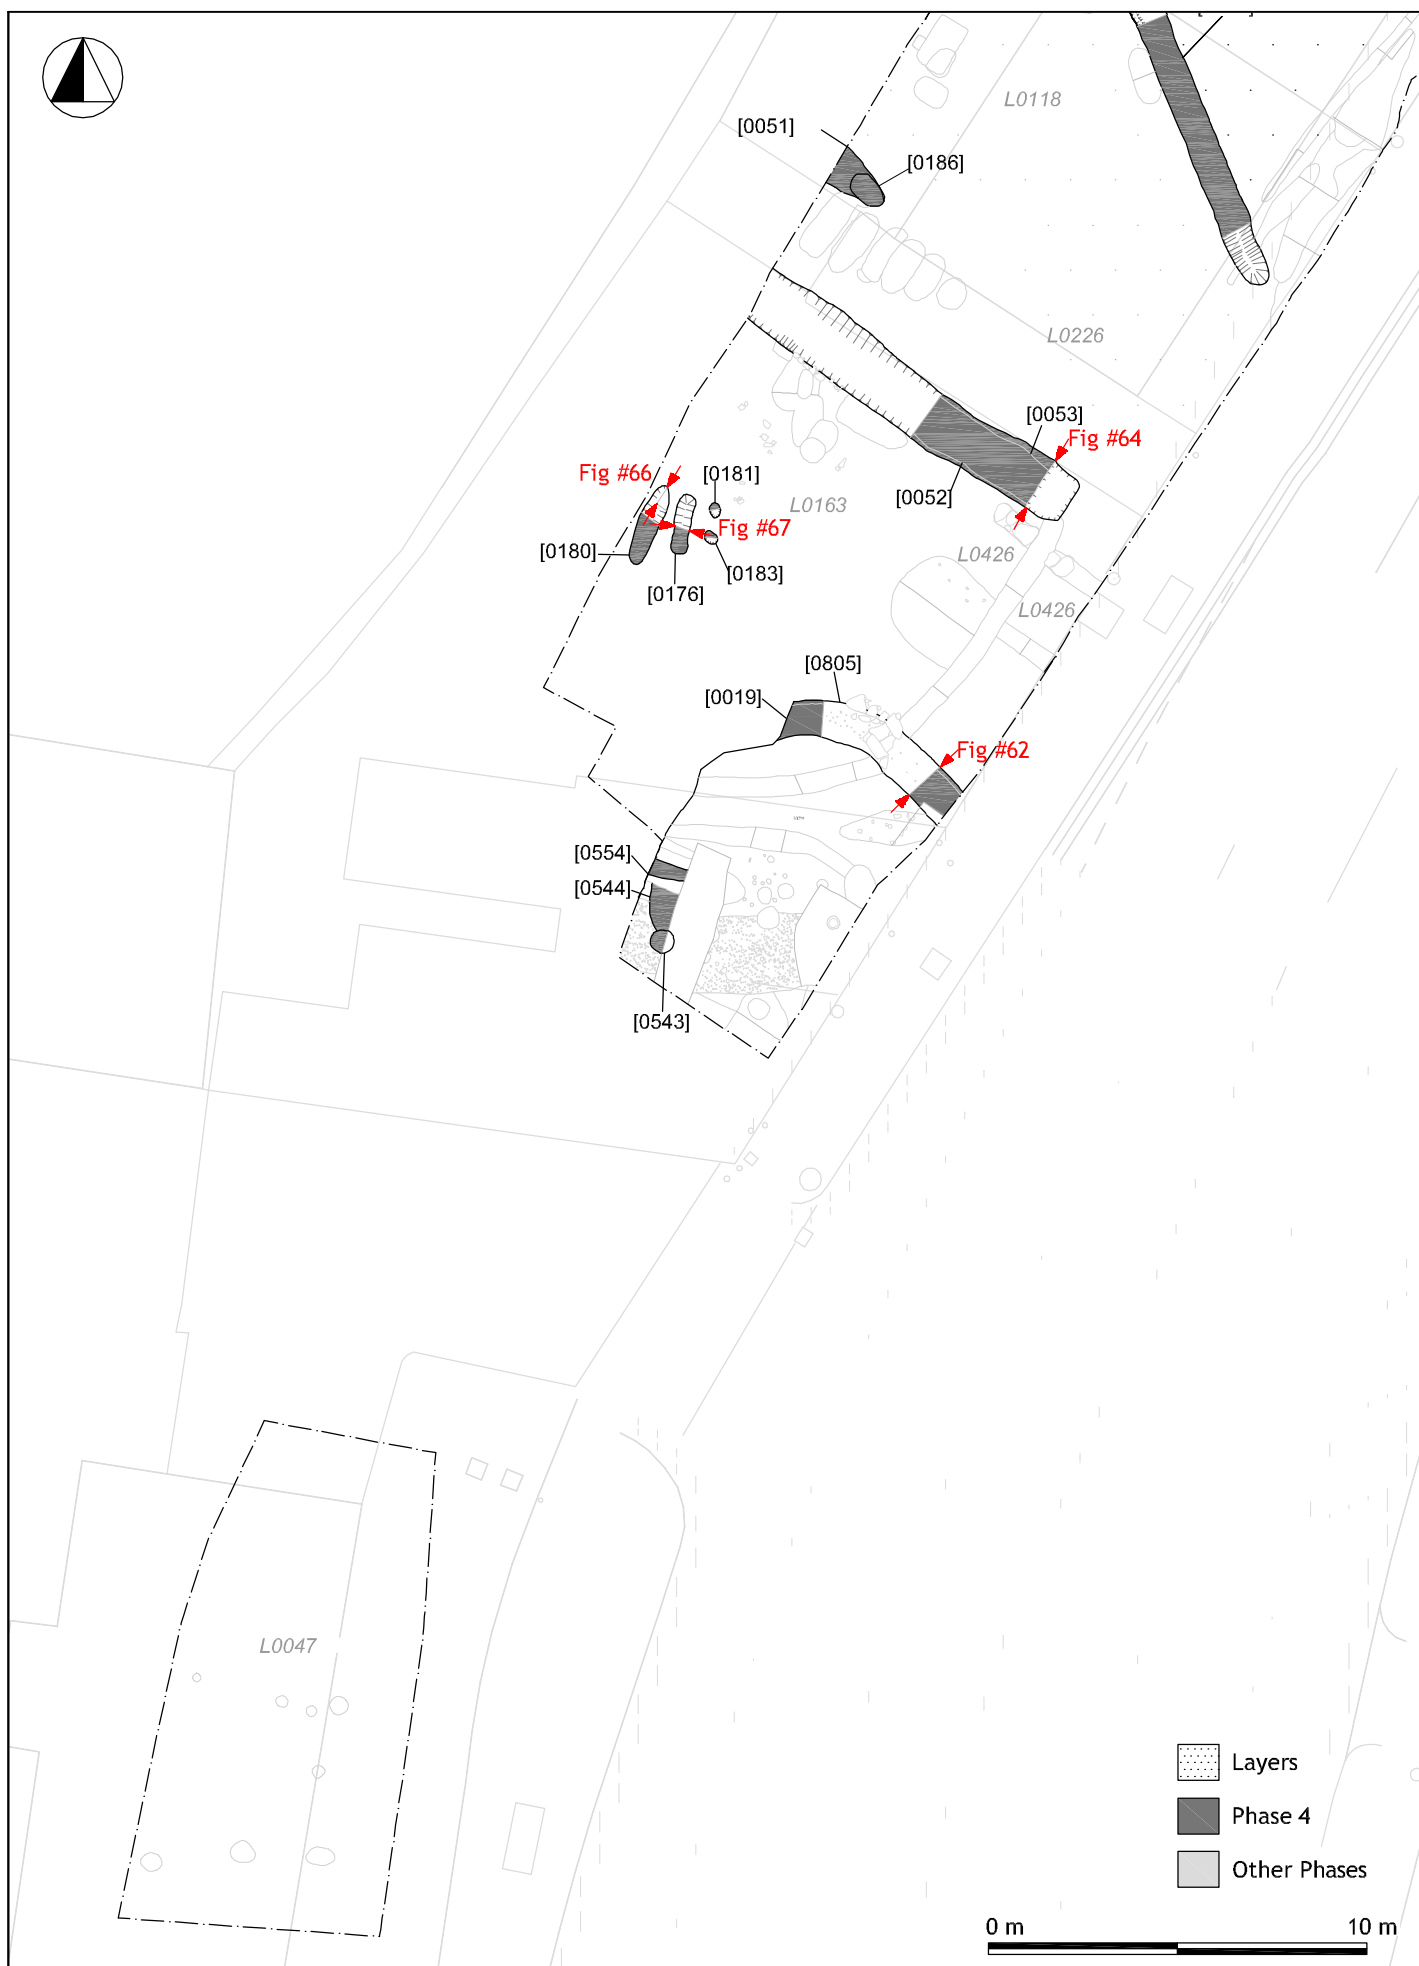 L0118
[0051]
[0186]
L0226
[0053]
Fig #64
Fig #66
[0181]
[0052]
L0163
Fig #67
[0180]
L0426
[0183]
[0176]
L0426
[0805]
[0019]
Fig #62
[0554]
[0544]
[0543]
L0047
Layers
Phase 4
Other Phases
0 m
10 m